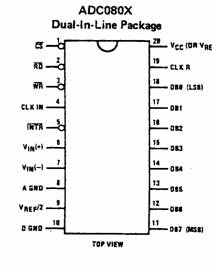 ADC080X
Dual-In-Line Package
CS 1 20 VCC (OR VRE
RD 2 19 CLK R
WR 3 18 DB0 (LSB)
CLK IN 4 17 DB1
INTR 5 16 DB2
VIN(+) 6 15 DB3
VIN(−) 7 14 DB4
A GND 8 13 DB5
VREF/2 9 12 DB6
D GND 10 11 DB7 (MSB)
TOP VIEW